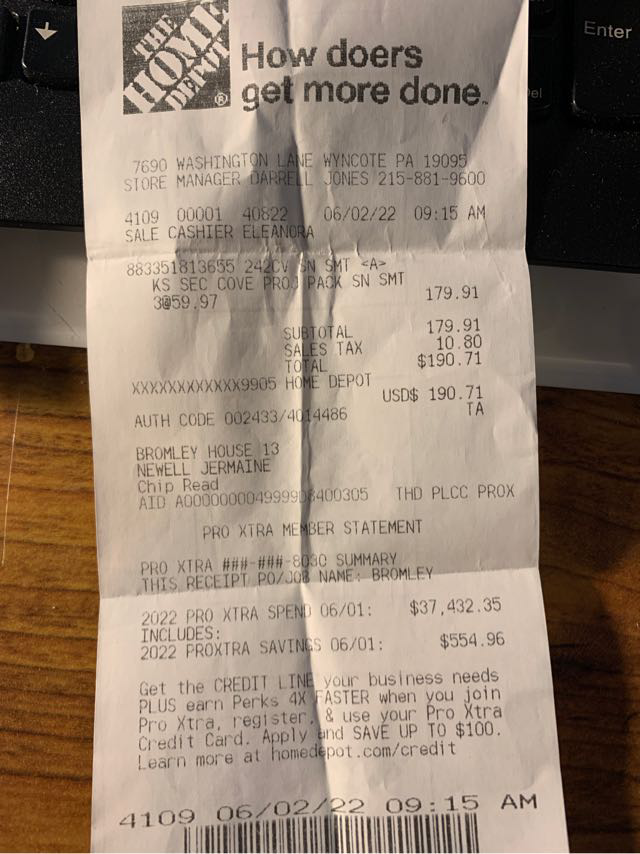 Enter
Del
THE
HOME
DEPOT
®
How doers
get more done.
7690 WASHINGTON LANE WYNCOTE PA 19095
STORE MANAGER DARRELL JONES 215-881-9600
4109 00001 40822 06/02/22 09:15 AM
SALE CASHIER ELEANORA
883351813655 242CV SN SMT <A>
KS SEC COVE PROJ PACK SN SMT
3@59.97 179.91
SUBTOTAL 179.91
SALES TAX 10.80
TOTAL $190.71
XXXXXXXXXXXX9905 HOME DEPOT
USD$ 190.71
AUTH CODE 002433/4014486 TA
BROMLEY HOUSE 13
NEWELL JERMAINE
Chip Read
AID A0000000049999D8400305 THD PLCC PROX
PRO XTRA MEMBER STATEMENT
PRO XTRA ###-###-8030 SUMMARY
THIS RECEIPT PO/JOB NAME: BROMLEY
2022 PRO XTRA SPEND 06/01: $37,432.35
INCLUDES:
2022 PROXTRA SAVINGS 06/01: $554.96
Get the CREDIT LINE your business needs
PLUS earn Perks 4X FASTER when you join
Pro Xtra, register, & use your Pro Xtra
Credit Card. Apply and SAVE UP TO $100.
Learn more at homedepot.com/credit
4109 06/02/22 09:15 AM